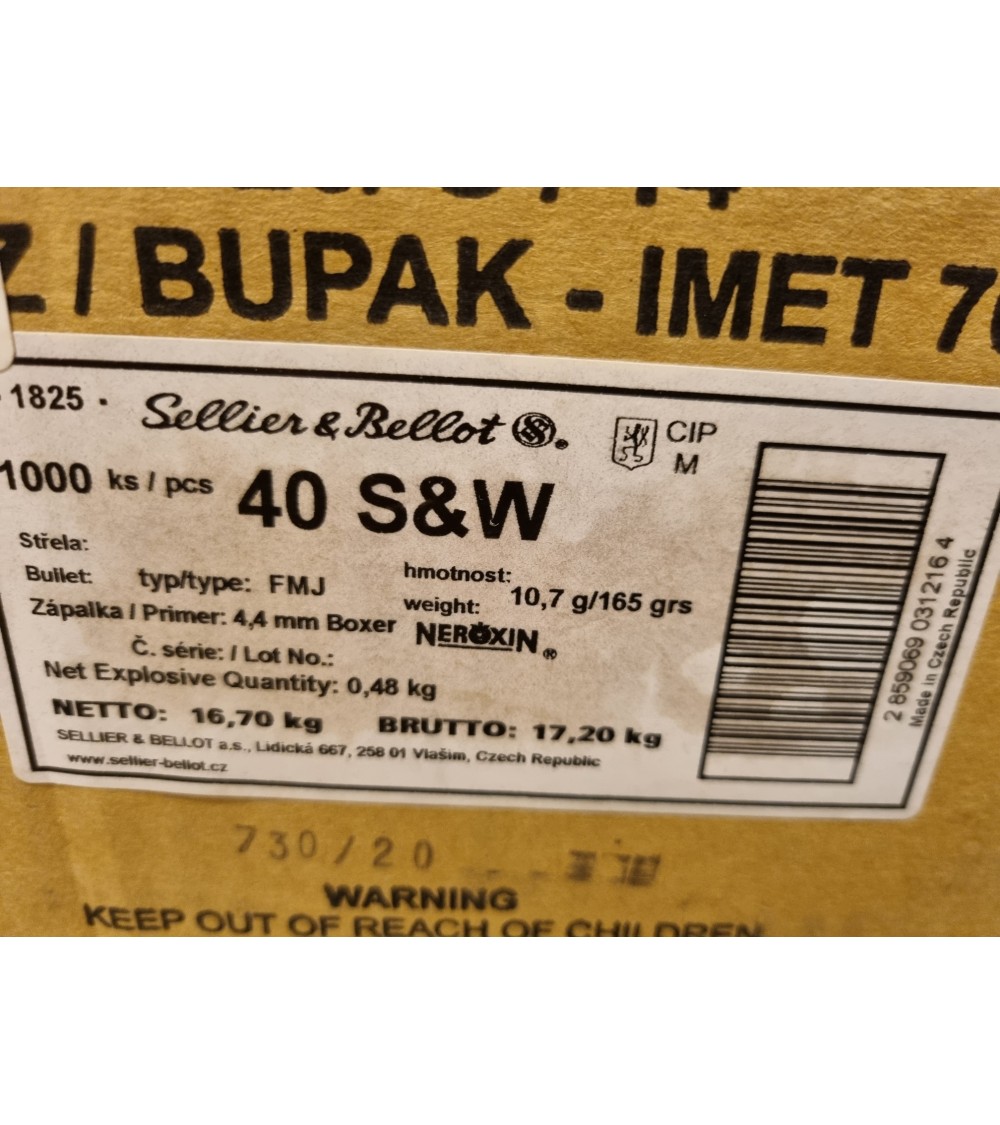 Z / BUPAK - IMET 7
1825 · Sellier & Bellot ® CIP
M
1000 ks / pcs 40 S&W
Střela:
Bullet: typ/type: FMJ hmotnost:
weight: 10,7 g/165 grs
Zápalka / Primer: 4,4 mm Boxer NEROXIN ®
Č. série: / Lot No.:
Net Explosive Quantity: 0,48 kg
NETTO: 16,70 kg BRUTTO: 17,20 kg
SELLIER & BELLOT a.s., Lidická 667, 258 01 Vlašim, Czech Republic
www.sellier-bellot.cz
2 859069 031216 4
Made in Czech Republic
730/20
WARNING
KEEP OUT OF REACH OF CHILDREN